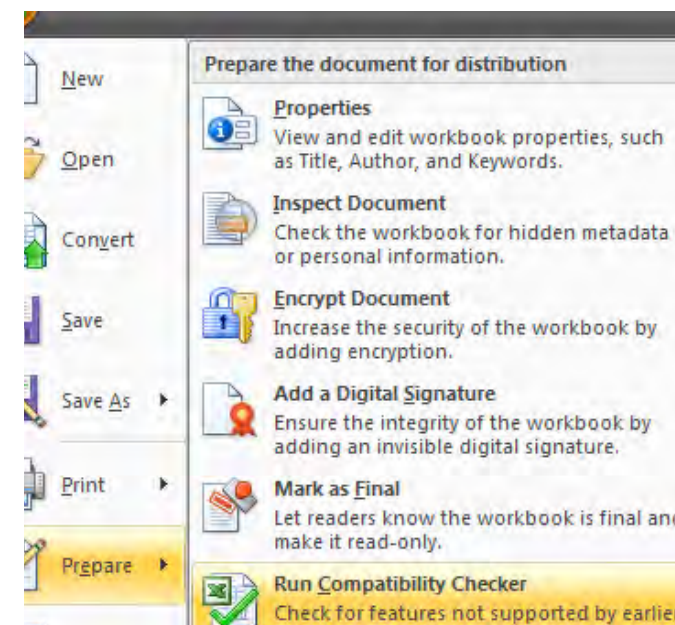 New
Open
Convert
Save
Save As
Print
Prepare
Prepare the document for distribution
Properties
View and edit workbook properties, such
as Title, Author, and Keywords.
Inspect Document
Check the workbook for hidden metadata
or personal information.
Encrypt Document
Increase the security of the workbook by
adding encryption.
Add a Digital Signature
Ensure the integrity of the workbook by
adding an invisible digital signature.
Mark as Final
Let readers know the workbook is final and
make it read-only.
Run Compatibility Checker
Check for features not supported by earlier